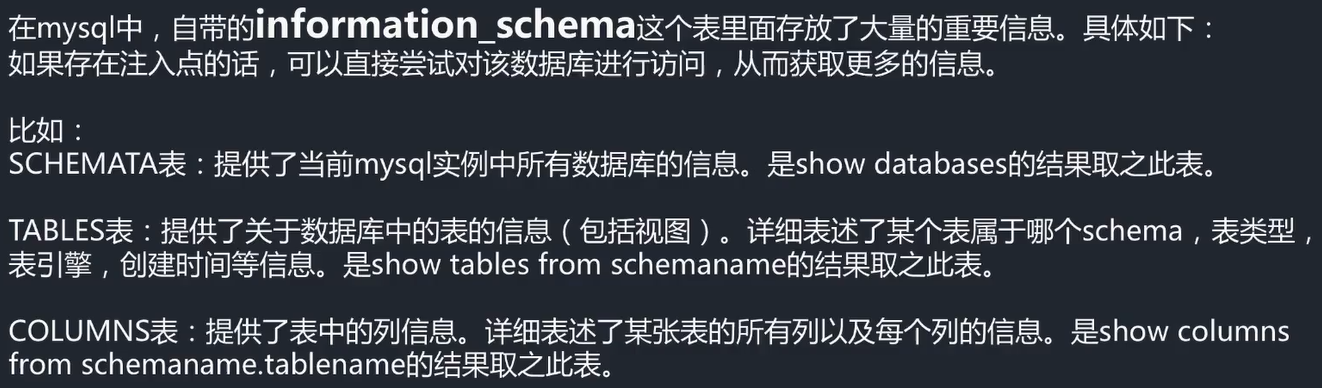 在mysql中，自带的information_schema这个表里面存放了大量的重要信息。具体如下：
如果存在注入点的话，可以直接尝试对该数据库进行访问，从而获取更多的信息。
比如：
SCHEMATA表：提供了当前mysql实例中所有数据库的信息。是show databases的结果取之此表。
TABLES表：提供了关于数据库中的表的信息（包括视图）。详细表述了某个表属于哪个schema，表类型，
表引擎，创建时间等信息。是show tables from schemaname的结果取之此表。
COLUMNS表：提供了表中的列信息。详细表述了某张表的所有列以及每个列的信息。是show columns
from schemaname.tablename的结果取之此表。